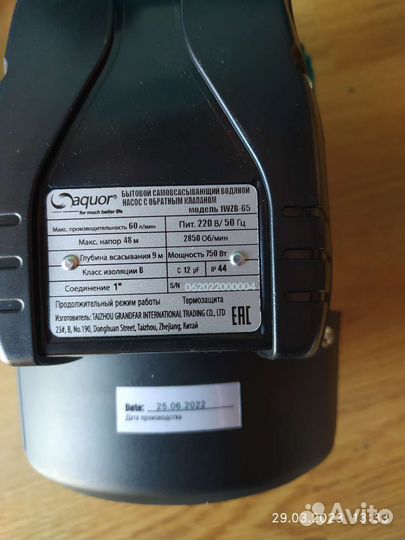 aquor®
for much better life
БЫТОВОЙ САМОВСАСЫВАЮЩИЙ ВОДЯНОЙ
НАСОС С ОБРАТНЫМ КЛАПАНОМ
модель 1WZB-65
Макс. производительность 60 л/мин
Пит. 220 В/ 50 Гц
Макс. напор 48 м
2850 Об/мин
Глубина всасывания 9 м
Мощность 750 Вт
Класс изоляции В
C 12 µF
IP 44
Соединение 1"
S/N
062022000004
Продолжительный режим работы
Термозащита
Изготовитель: TAIZHOU GRANDFAR INTERNATIONAL TRADING CO., LTD
23#, B, No.190, Donghuan Street, Taizhou, Zhejiang, Китай
EAC
Date: 25.06.2022
Дата производства
29.03.2023 13:33
Avito